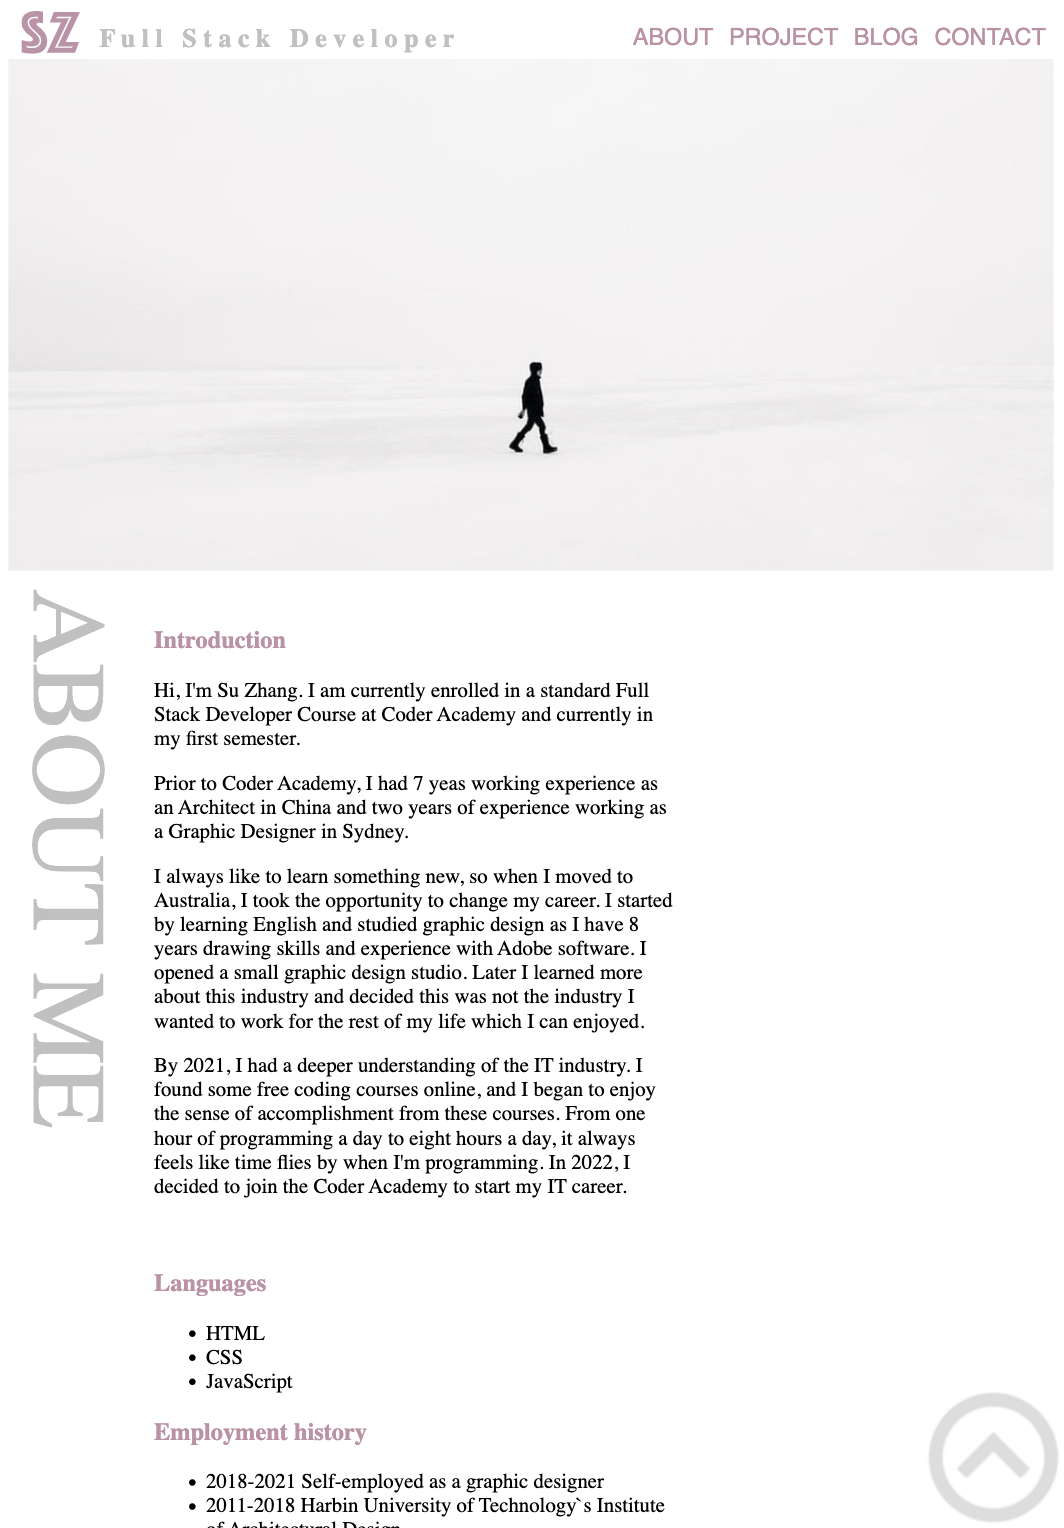 SZ Full Stack Developer
ABOUT PROJECT BLOG CONTACT
ABOUT ME
Introduction
Hi, I'm Su Zhang. I am currently enrolled in a standard Full
Stack Developer Course at Coder Academy and currently in
my first semester.
Prior to Coder Academy, I had 7 yeas working experience as
an Architect in China and two years of experience working as
a Graphic Designer in Sydney.
I always like to learn something new, so when I moved to
Australia, I took the opportunity to change my career. I started
by learning English and studied graphic design as I have 8
years drawing skills and experience with Adobe software. I
opened a small graphic design studio. Later I learned more
about this industry and decided this was not the industry I
wanted to work for the rest of my life which I can enjoyed.
By 2021, I had a deeper understanding of the IT industry. I
found some free coding courses online, and I began to enjoy
the sense of accomplishment from these courses. From one
hour of programming a day to eight hours a day, it always
feels like time flies by when I'm programming. In 2022, I
decided to join the Coder Academy to start my IT career.
Languages
• HTML
• CSS
• JavaScript
Employment history
• 2018-2021 Self-employed as a graphic designer
• 2011-2018 Harbin University of Technology`s Institute
of Architectural Design